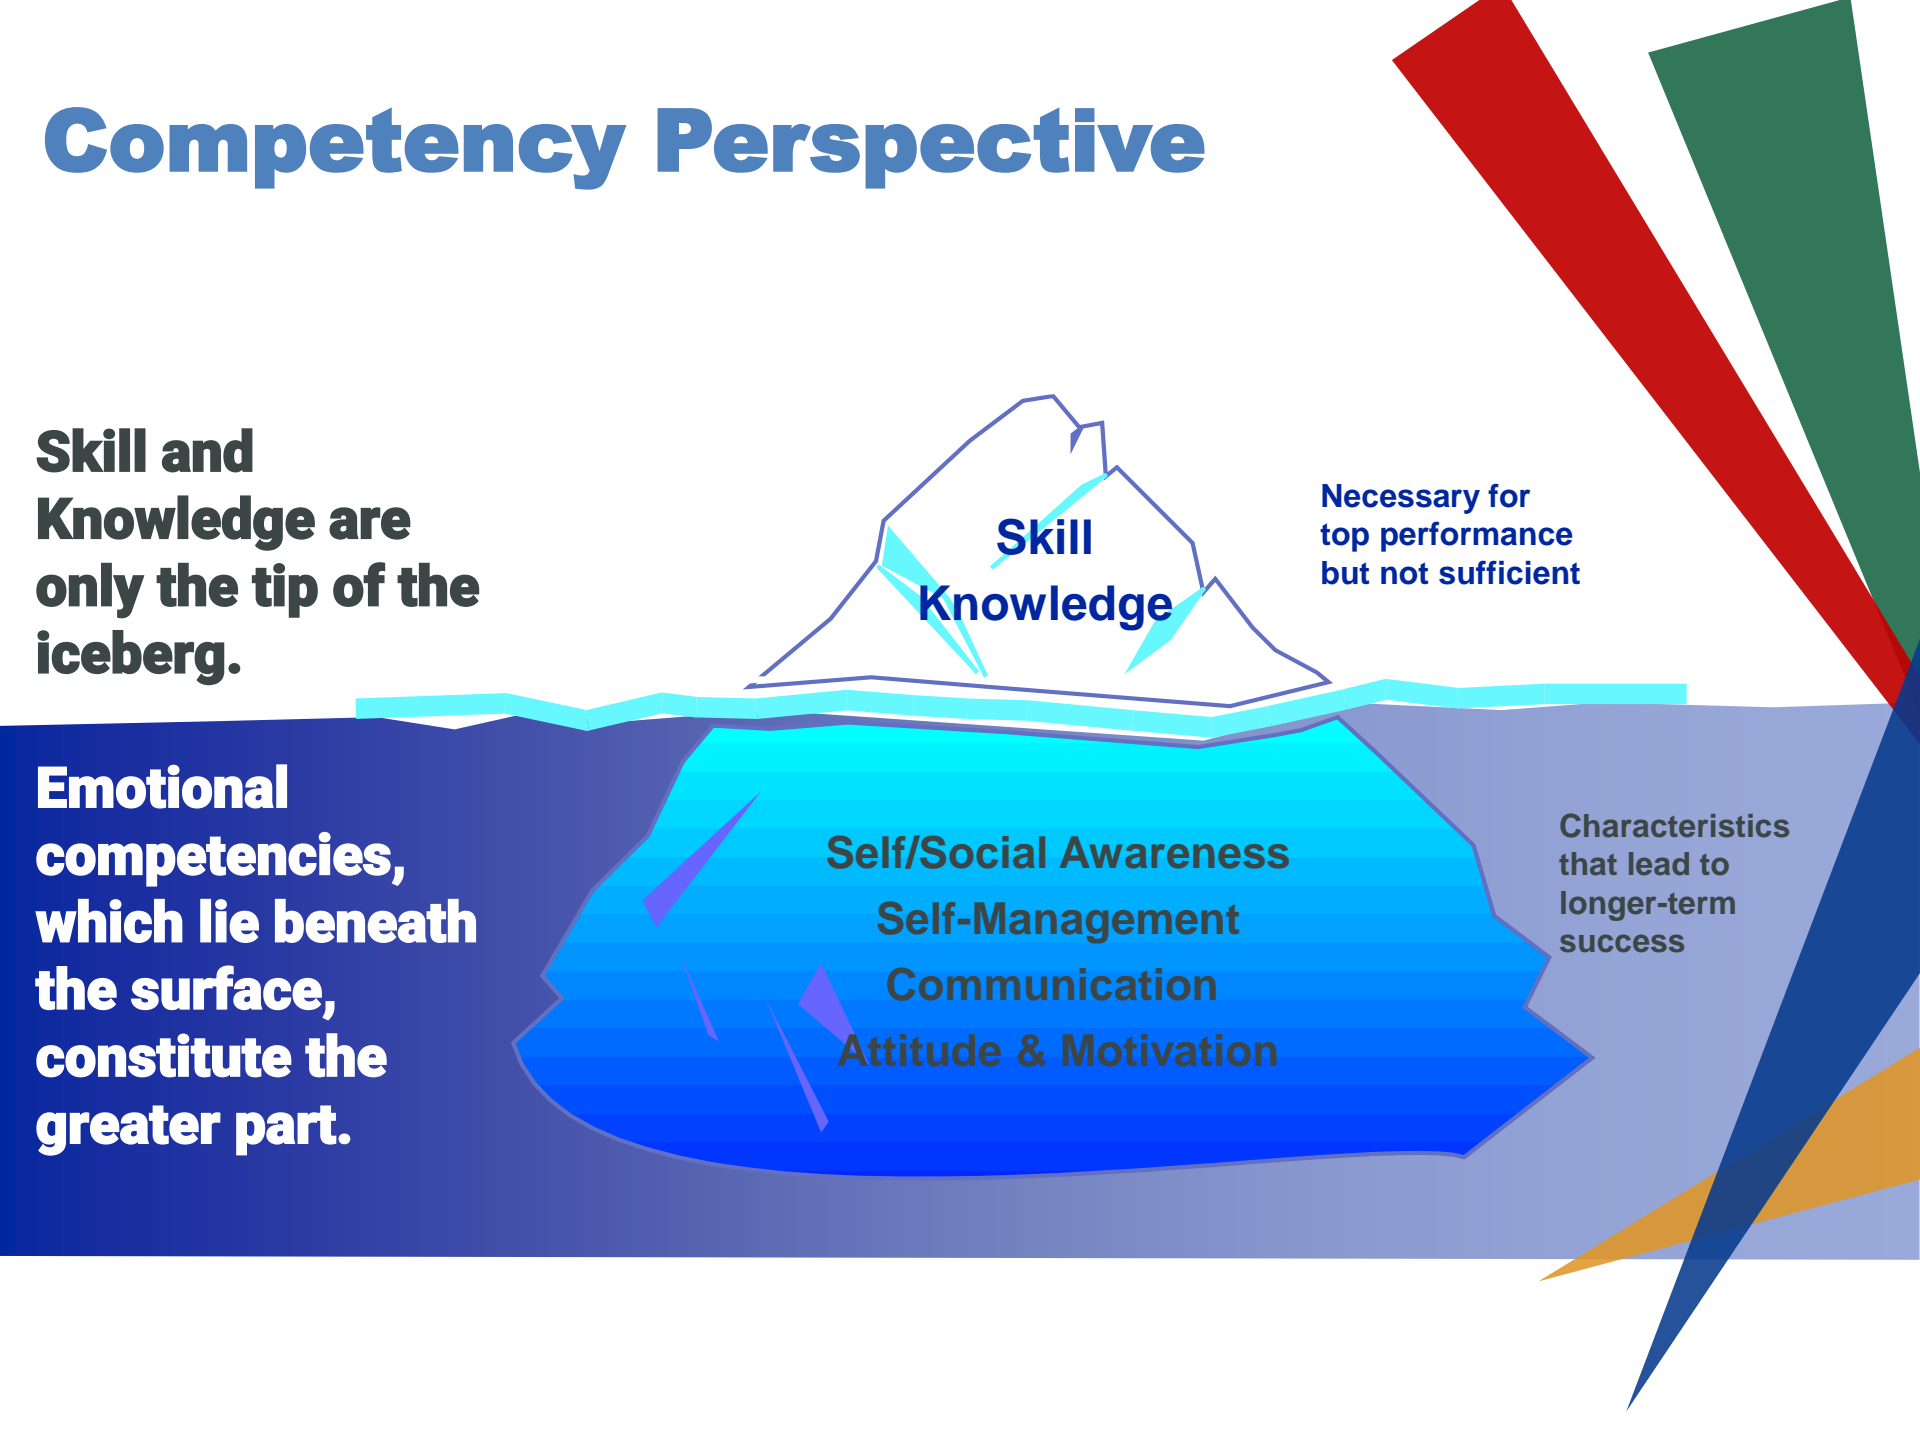 Competency Perspective
Skill and
Knowledge are
only the tip of the
iceberg.
Skill
Knowledge
Necessary for
top performance
but not sufficient
Emotional
competencies,
which lie beneath
the surface,
constitute the
greater part.
Self/Social Awareness
Self-Management
Communication
Attitude & Motivation
Characteristics
that lead to
longer-term
success